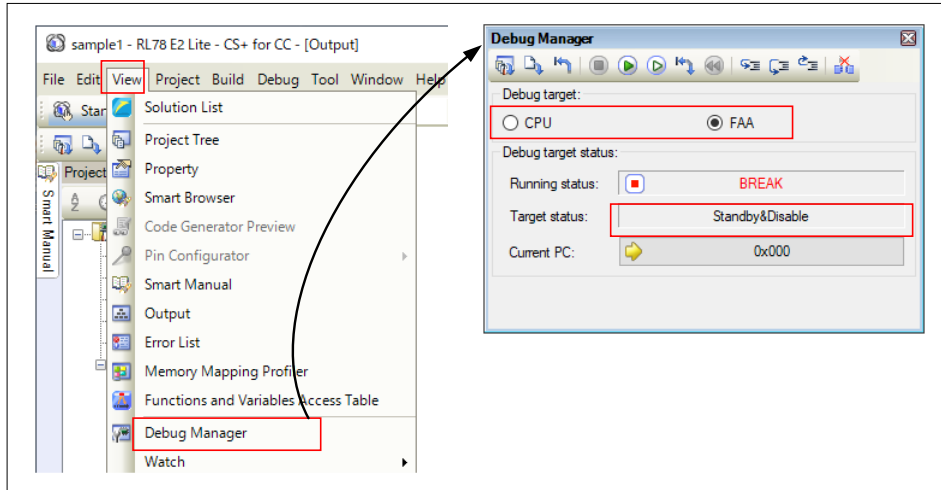 sample1 - RL78 E2 Lite - CS+ for CC - [Output]
File Edit View Project Build Debug Tool Window Help
Star
Solution List
Project Tree
Project
Property
Smart Browser
Code Generator Preview
Pin Configurator
Smart Manual
Smart Manual
Output
Error List
Memory Mapping Profiler
Functions and Variables Access Table
Debug Manager
Watch
Debug Manager
Debug target:
CPU FAA
Debug target status:
Running status: BREAK
Target status: Standby&Disable
Current PC: 0x000